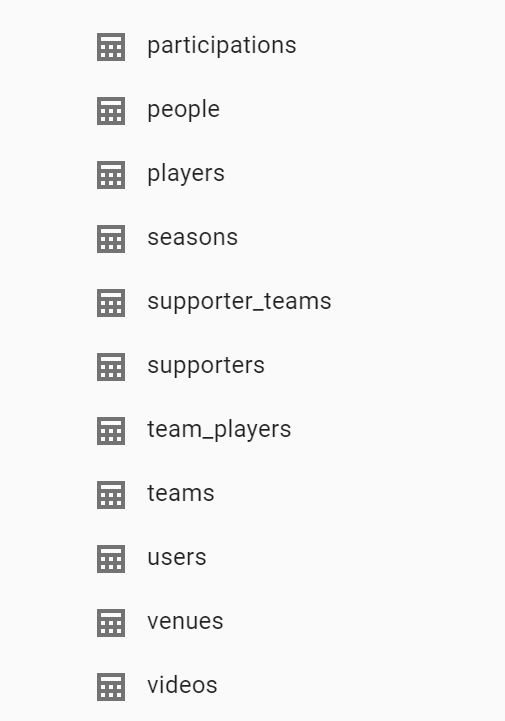 participations
people
players
seasons
supporter_teams
supporters
team_players
teams
users
venues
videos